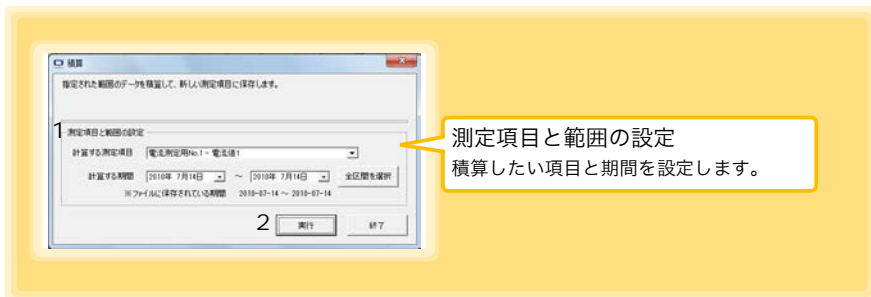 積算
指定された範囲のデータを積算して、新しい測定項目に保存します。
1
測定項目と範囲の設定
計算する測定項目 電流測定用No.1 - 電流値1
計算する期間 2010年 7月14日 ～ 2010年 7月14日 全区間を選択
※ファイルに保存されている期間 2010-07-14 ～ 2010-07-14
2 実行 終了
測定項目と範囲の設定
積算したい項目と期間を設定します。